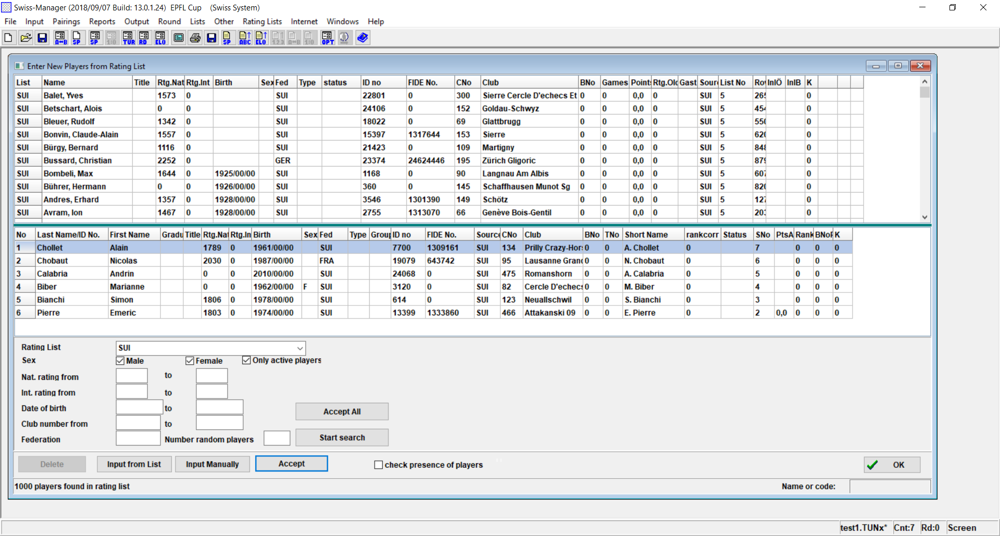 Swiss-Manager (2018/09/07 Build: 13.0.1.24)   EPFL Cup    (Swiss System)
File Input Pairings Reports Output Round Lists Other Rating Lists Internet Windows Help
A↔B SP SP 1:0 TUR RD ELO SP ABC ELO 1.2.3 A↔B 1:0 OPT
Enter New Players from Rating List
List Name Title Rtg.Nat Rtg.Int Birth Sex Fed Type status ID no FIDE No. CNo Club BNo Games Points Rtg.Old Gast Sour List No Ro InIÖ InIB K
SUI Balet, Yves 1573 0 SUI 22801 0 300 Sierre Cercle D'echecs Et 0 0 0,0 0 SUI 5 265 0
SUI Betschart, Alois 0 0 SUI 24106 0 152 Goldau-Schwyz 0 0 0,0 0 SUI 5 454 0
SUI Bleuer, Rudolf 1342 0 SUI 18022 0 69 Glattbrugg 0 0 0,0 0 SUI 5 550 0
SUI Bonvin, Claude-Alain 1557 0 SUI 15397 1317644 153 Sierre 0 0 0,0 0 SUI 5 620 0
SUI Bürgy, Bernard 1116 0 SUI 21423 0 109 Martigny 0 0 0,0 0 SUI 5 848 0
SUI Bussard, Christian 2252 0 GER 23374 24624446 195 Zürich Gligoric 0 0 0,0 0 SUI 5 879 0
SUI Bombeli, Max 1644 0 1925/00/00 SUI 1168 0 90 Langnau Am Albis 0 0 0,0 0 SUI 5 607 0
SUI Bührer, Hermann 0 0 1926/00/00 SUI 360 0 145 Schaffhausen Munot Sg 0 0 0,0 0 SUI 5 820 0
SUI Andres, Erhard 1357 0 1928/00/00 SUI 3546 1301390 149 Schötz 0 0 0,0 0 SUI 5 127 0
SUI Avram, Ion 1467 0 1928/00/00 SUI 2755 1313070 66 Genève Bois-Gentil 0 0 0,0 0 SUI 5 203 0
No Last Name/ID No. First Name Gradu Title Rtg.Nat Rtg.In Birth Sex Fed Type Group ID no FIDE No. Source CNo Club BNo TNo Short Name rankcorr Status SNo PtsA Rank BNoF K
1 Chollet Alain 1789 0 1961/00/00 SUI 7700 1309161 SUI 134 Prilly Crazy-Hor 0 0 A. Chollet 0 7 0 0 0
2 Chobaut Nicolas 2030 0 1987/00/00 FRA 19079 643742 SUI 95 Lausanne Gran 0 0 N. Chobaut 0 6 0 0 0
3 Calabria Andrin 0 0 2010/00/00 SUI 24068 0 SUI 475 Romanshorn 0 0 A. Calabria 0 5 0 0 0
4 Biber Marianne 0 0 1962/00/00 F SUI 3120 0 SUI 82 Cercle D'echecs 0 0 M. Biber 0 4 0 0 0
5 Bianchi Simon 1806 0 1978/00/00 SUI 614 0 SUI 123 Neuallschwil 0 0 S. Bianchi 0 3 0 0 0
6 Pierre Emeric 1803 0 1974/00/00 SUI 13399 1333860 SUI 466 Attakanski 09 0 0 E. Pierre 0 2 0,0 0 0 0
Rating List SUI
Sex Male Female Only active players
Nat. rating from to
Int. rating from to
Date of birth to
Accept All
Club number from to
Federation Number random players Start search
Delete Input from List Input Manually Accept check presence of players OK
1000 players found in rating list Name or code:
test1.TUNx* Cnt:7 Rd:0 Screen